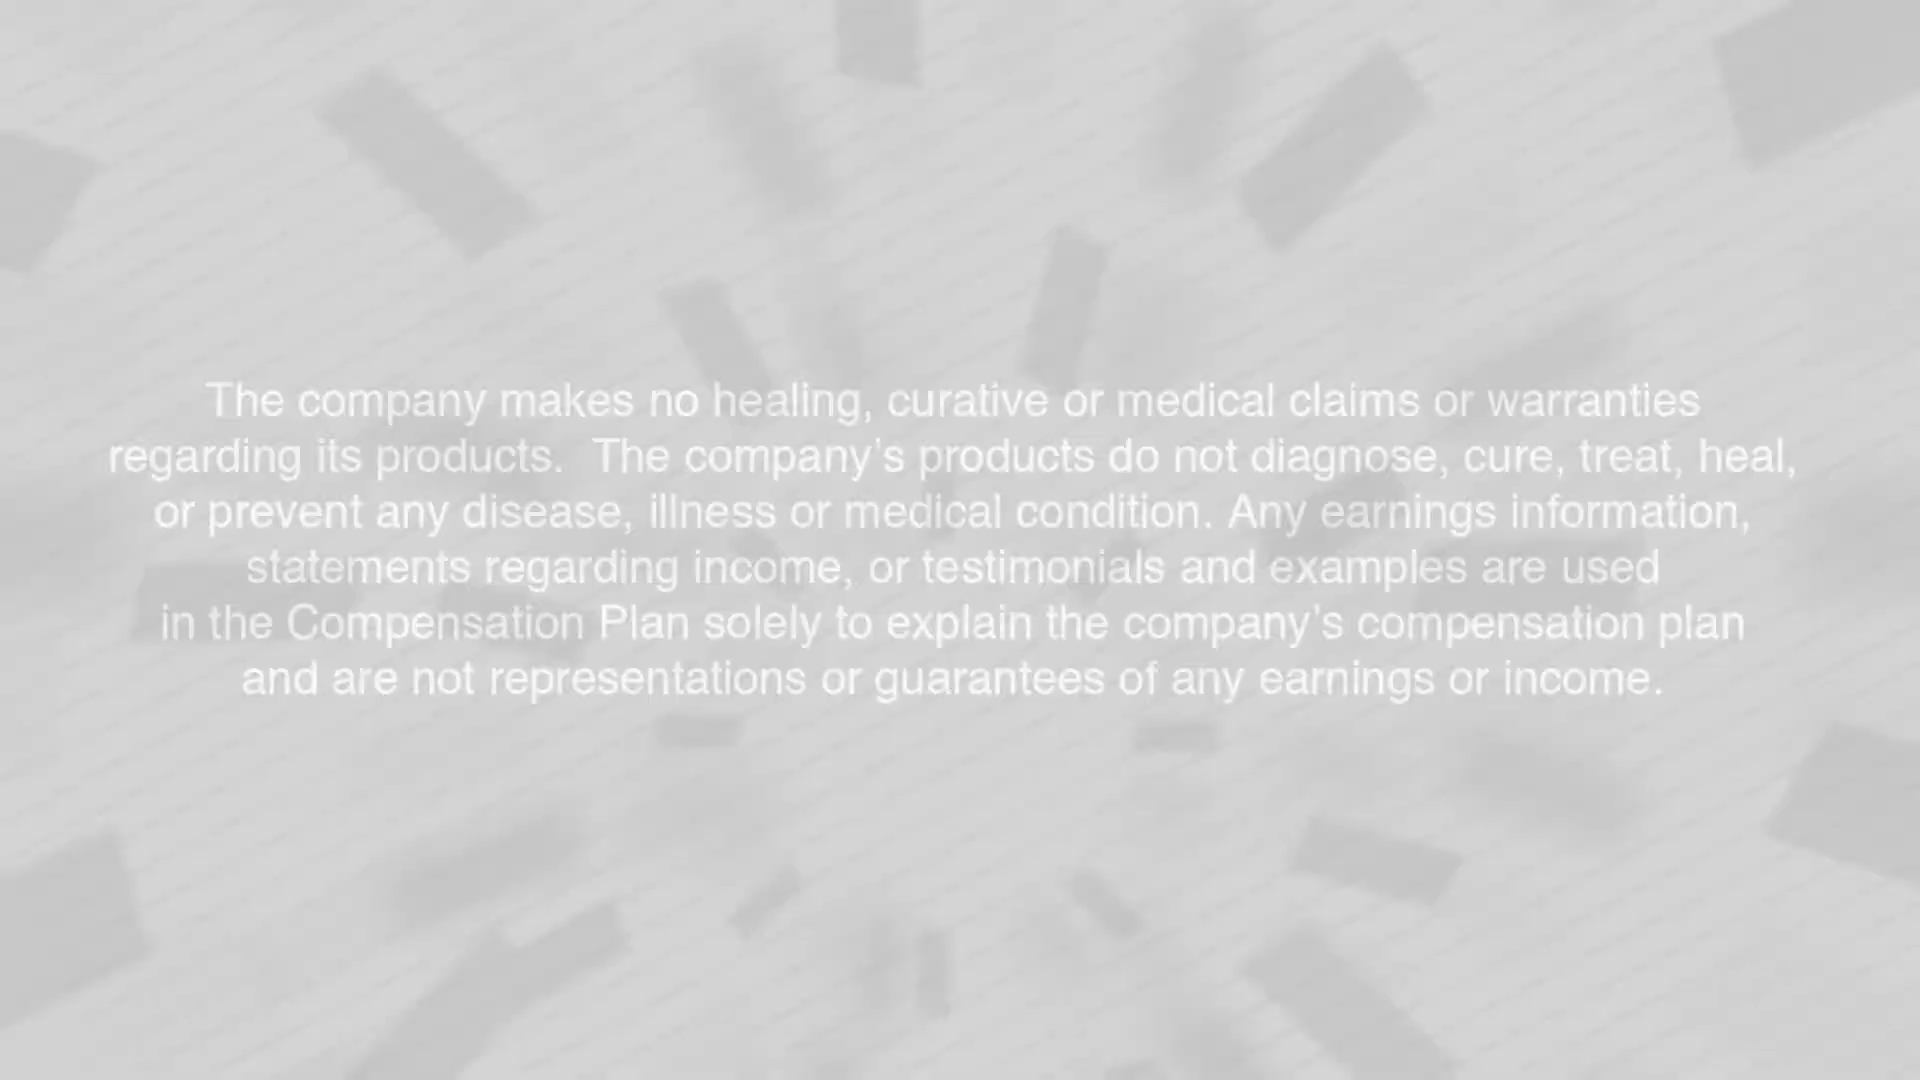 The company makes no healing, curative or medical claims or warranties
regarding its products.  The company's products do not diagnose, cure, treat, heal,
or prevent any disease, illness or medical condition. Any earnings information,
statements regarding income, or testimonials and examples are used
in the Compensation Plan solely to explain the company's compensation plan
and are not representations or guarantees of any earnings or income.